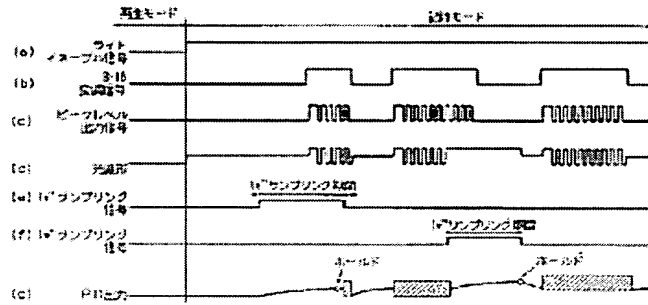 再生モード
記録モード
(a) ライト
イネーブル信号
(b) 8-16
変調信号
(c) ピークレベル
出力信号
(d) 光波形
(e) サンプリング
信号
サンプリング期間
(f) サンプリング
信号
サンプリング期間
ホールド
ホールド
出力